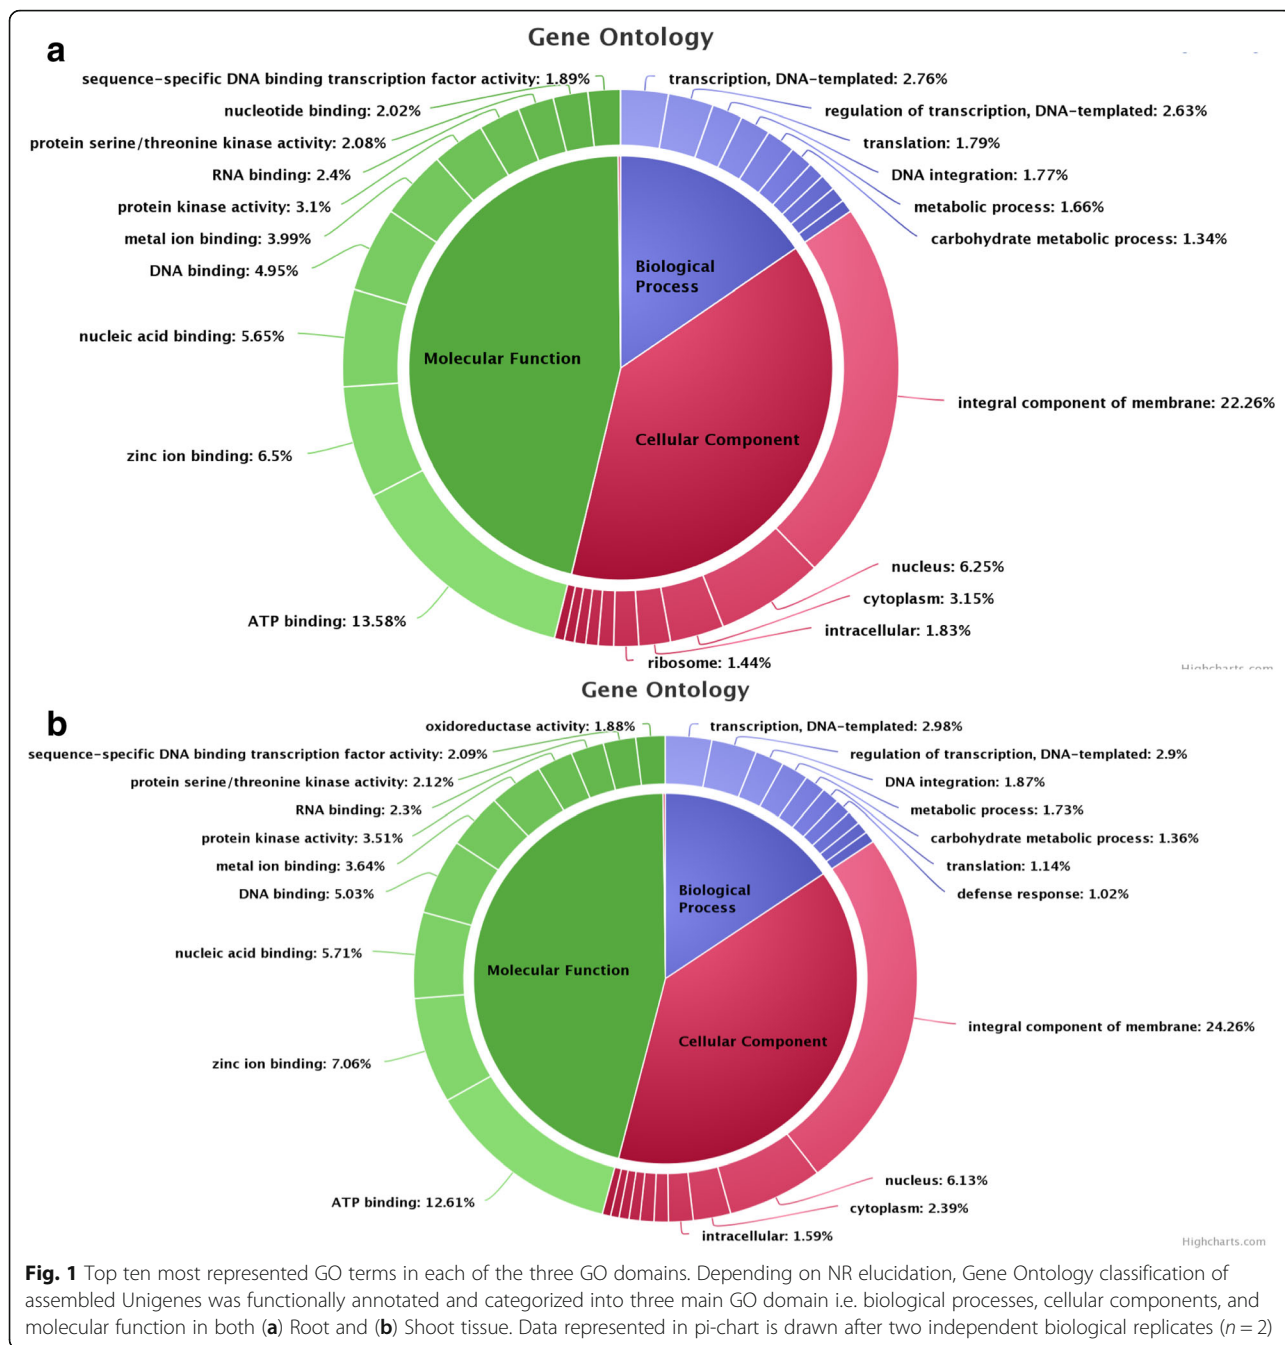 a
Gene Ontology
sequence-specific DNA binding transcription factor activity: 1.89%
transcription, DNA-templated: 2.76%
nucleotide binding: 2.02%
regulation of transcription, DNA-templated: 2.63%
protein serine/threonine kinase activity: 2.08%
translation: 1.79%
RNA binding: 2.4%
DNA integration: 1.77%
protein kinase activity: 3.1%
metabolic process: 1.66%
metal ion binding: 3.99%
carbohydrate metabolic process: 1.34%
DNA binding: 4.95%
Biological
Process
nucleic acid binding: 5.65%
Molecular Function
integral component of membrane: 22.26%
Cellular Component
zinc ion binding: 6.5%
nucleus: 6.25%
cytoplasm: 3.15%
ATP binding: 13.58%
intracellular: 1.83%
ribosome: 1.44%
Highcharts.com
Gene Ontology
b
oxidoreductase activity: 1.88%
transcription, DNA-templated: 2.98%
sequence-specific DNA binding transcription factor activity: 2.09%
regulation of transcription, DNA-templated: 2.9%
protein serine/threonine kinase activity: 2.12%
DNA integration: 1.87%
RNA binding: 2.3%
metabolic process: 1.73%
protein kinase activity: 3.51%
carbohydrate metabolic process: 1.36%
metal ion binding: 3.64%
translation: 1.14%
DNA binding: 5.03%
defense response: 1.02%
Biological
Process
nucleic acid binding: 5.71%
Molecular Function
integral component of membrane: 24.26%
Cellular Component
zinc ion binding: 7.06%
nucleus: 6.13%
ATP binding: 12.61%
cytoplasm: 2.39%
intracellular: 1.59%
Highcharts.com
Fig. 1 Top ten most represented GO terms in each of the three GO domains. Depending on NR elucidation, Gene Ontology classification of
assembled Unigenes was functionally annotated and categorized into three main GO domain i.e. biological processes, cellular components, and
molecular function in both (a) Root and (b) Shoot tissue. Data represented in pi-chart is drawn after two independent biological replicates (n = 2)